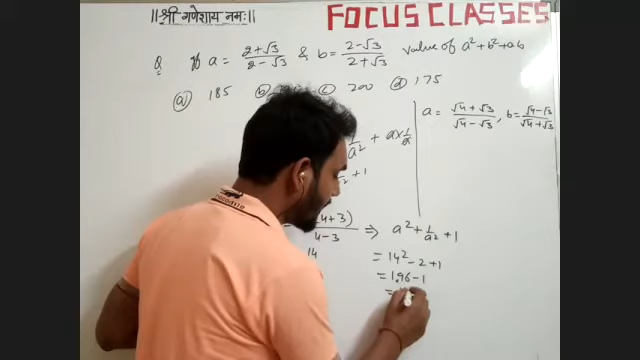 ||श्री गणेशाय नमः||
FOCUS CLASSES
Q If a = 2+√3 / 2-√3 & b = 2-√3 / 2+√3 value of a²+b²+ab
(a) 185 (b) (c) 200 (d) 175
a = √4+√3 / √4-√3 , b = √4-√3 / √4+√3
1/a² + a×1/a
+1
4+3) / 4-3 ⇒ a² + 1/a² + 1
14
= 14² - 2 + 1
= 196 - 1
=